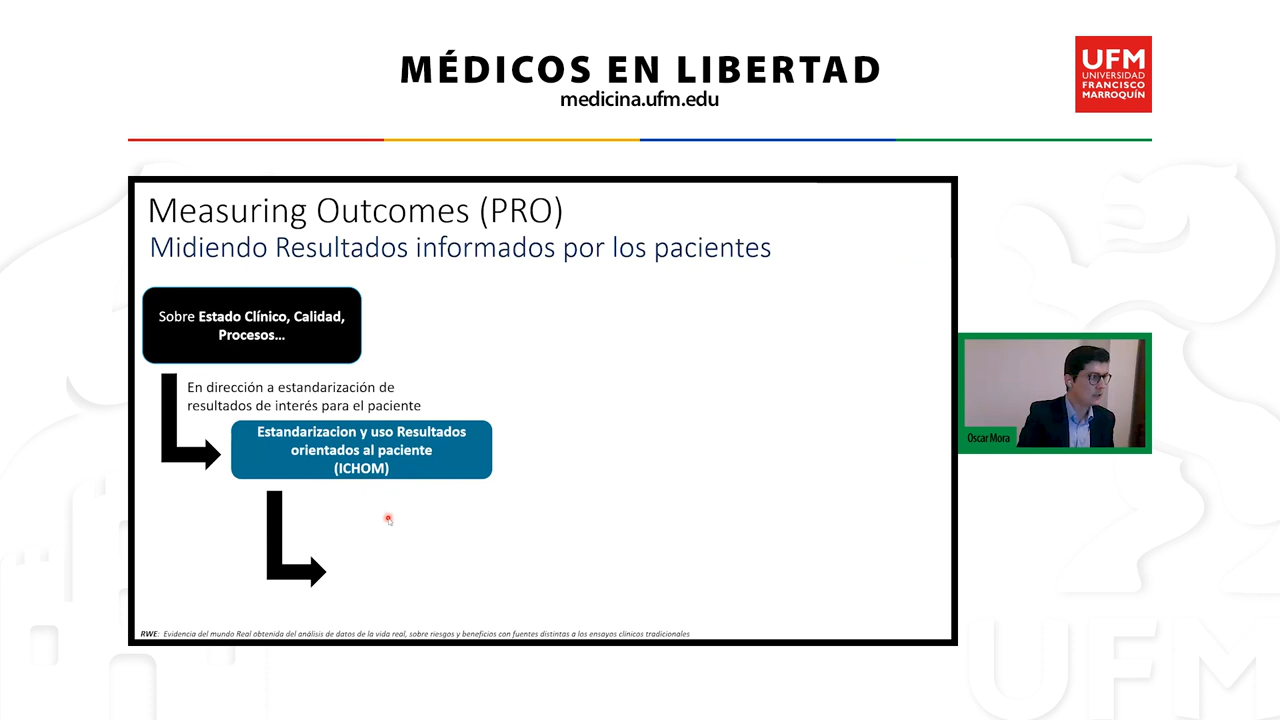 MÉDICOS EN LIBERTAD
medicina.ufm.edu
UFM
UNIVERSIDAD
FRANCISCO
MARROQUÍN
Measuring Outcomes (PRO)
Midiendo Resultados informados por los pacientes
Sobre Estado Clínico, Calidad,
Procesos...
En dirección a estandarización de
resultados de interés para el paciente
Estandarizacion y uso Resultados
orientados al paciente
(ICHOM)
Oscar Mora
RWE: Evidencia del mundo Real obtenida del análisis de datos de la vida real, sobre riesgos y beneficios con fuentes distintas a los ensayos clínicos tradicionales
UFM